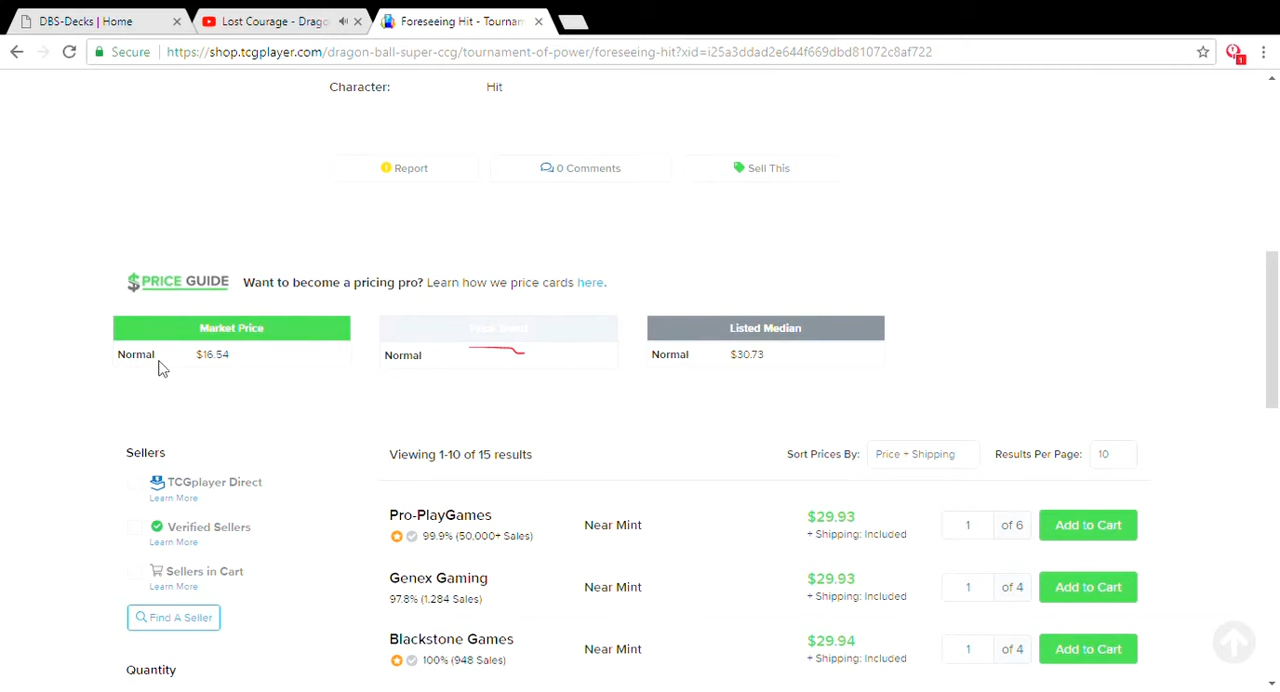 DBS-Decks | Home
Lost Courage - Drago
Foreseeing Hit - Tournam
Secure
https://shop.tcgplayer.com/dragon-ball-super-ccg/tournament-of-power/foreseeing-hit?xid=i25a3ddad2e644f669dbd81072c8af722
1
Character: Hit
Report
0 Comments
Sell This
$PRICE GUIDE
Want to become a pricing pro? Learn how we price cards here.
Market Price
Price Trend
Listed Median
Normal $16.54
Normal
Normal $30.73
Sellers
Viewing 1-10 of 15 results
Sort Prices By: Price + Shipping
Results Per Page: 10
TCGplayer Direct
Learn More
Verified Sellers
Learn More
Sellers in Cart
Learn More
Find A Seller
Quantity
Pro-PlayGames
99.9% (50,000+ Sales)
Near Mint
$29.93
+ Shipping: Included
1 of 6
Add to Cart
Genex Gaming
97.8% (1,284 Sales)
Near Mint
$29.93
+ Shipping: Included
1 of 4
Add to Cart
Blackstone Games
100% (948 Sales)
Near Mint
$29.94
+ Shipping: Included
1 of 4
Add to Cart